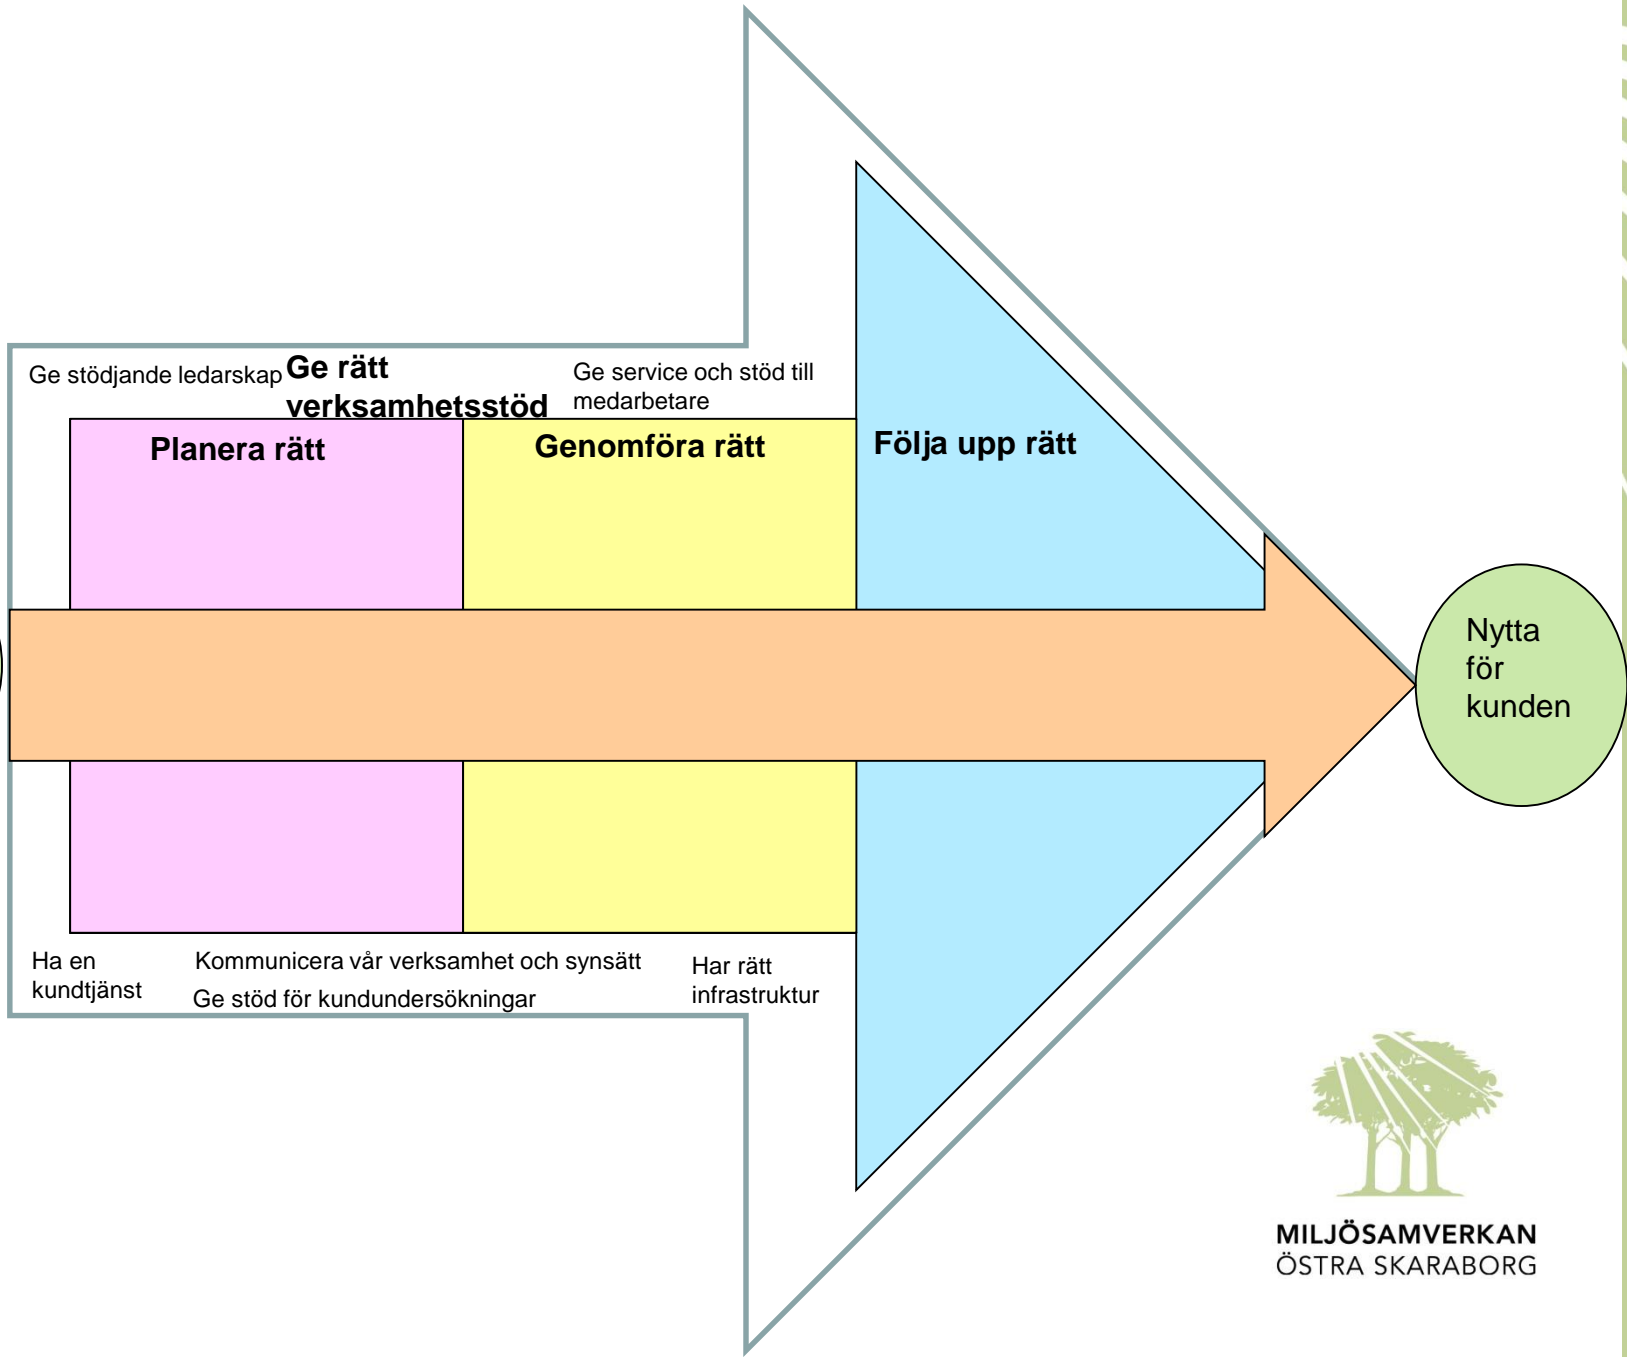 Ge stödjande ledarskap
Ge rätt
verksamhetsstöd
Ge service och stöd till
medarbetare
Planera rätt
Genomföra rätt
Följa upp rätt
Nytta
för
kunden
Ha en
kundtjänst
Kommunicera vår verksamhet och synsätt
Ge stöd för kundundersökningar
Har rätt
infrastruktur
MILJÖSAMVERKAN
ÖSTRA SKARABORG